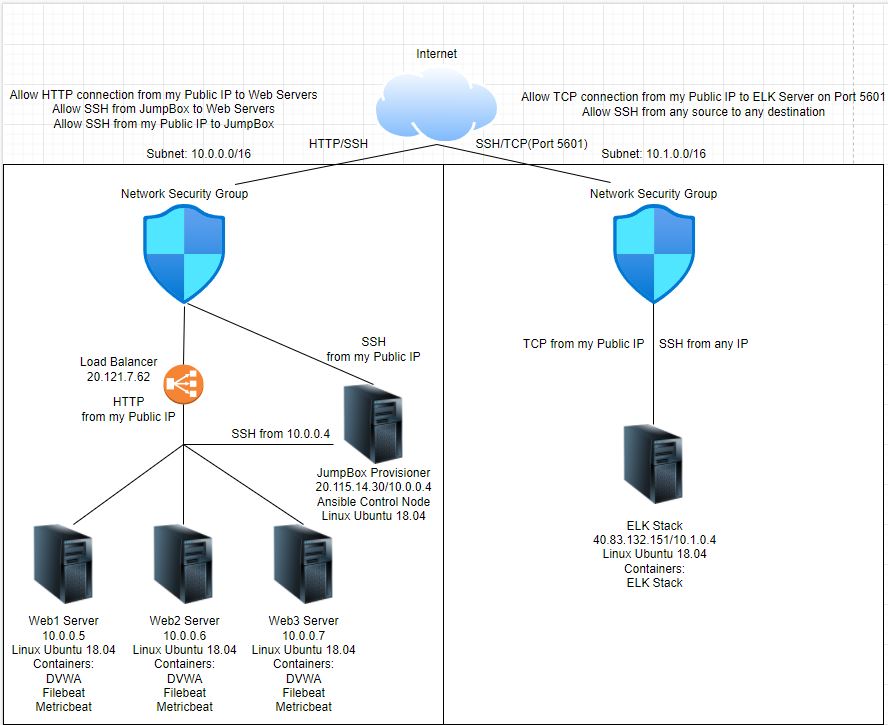 Internet
Allow HTTP connection from my Public IP to Web Servers
Allow SSH from JumpBox to Web Servers
Allow SSH from my Public IP to JumpBox
Allow TCP connection from my Public IP to ELK Server on Port 5601
Allow SSH from any source to any destination
HTTP/SSH
SSH/TCP(Port 5601)
Subnet: 10.0.0.0/16
Subnet: 10.1.0.0/16
Network Security Group
Network Security Group
SSH
from my Public IP
Load Balancer
20.121.7.62
HTTP
from my Public IP
SSH from 10.0.0.4
JumpBox Provisioner
20.115.14.30/10.0.0.4
Ansible Control Node
Linux Ubuntu 18.04
TCP from my Public IP
SSH from any IP
ELK Stack
40.83.132.151/10.1.0.4
Linux Ubuntu 18.04
Containers:
ELK Stack
Web1 Server
10.0.0.5
Linux Ubuntu 18.04
Containers:
DVWA
Filebeat
Metricbeat
Web2 Server
10.0.0.6
Linux Ubuntu 18.04
Containers:
DVWA
Filebeat
Metricbeat
Web3 Server
10.0.0.7
Linux Ubuntu 18.04
Containers:
DVWA
Filebeat
Metricbeat